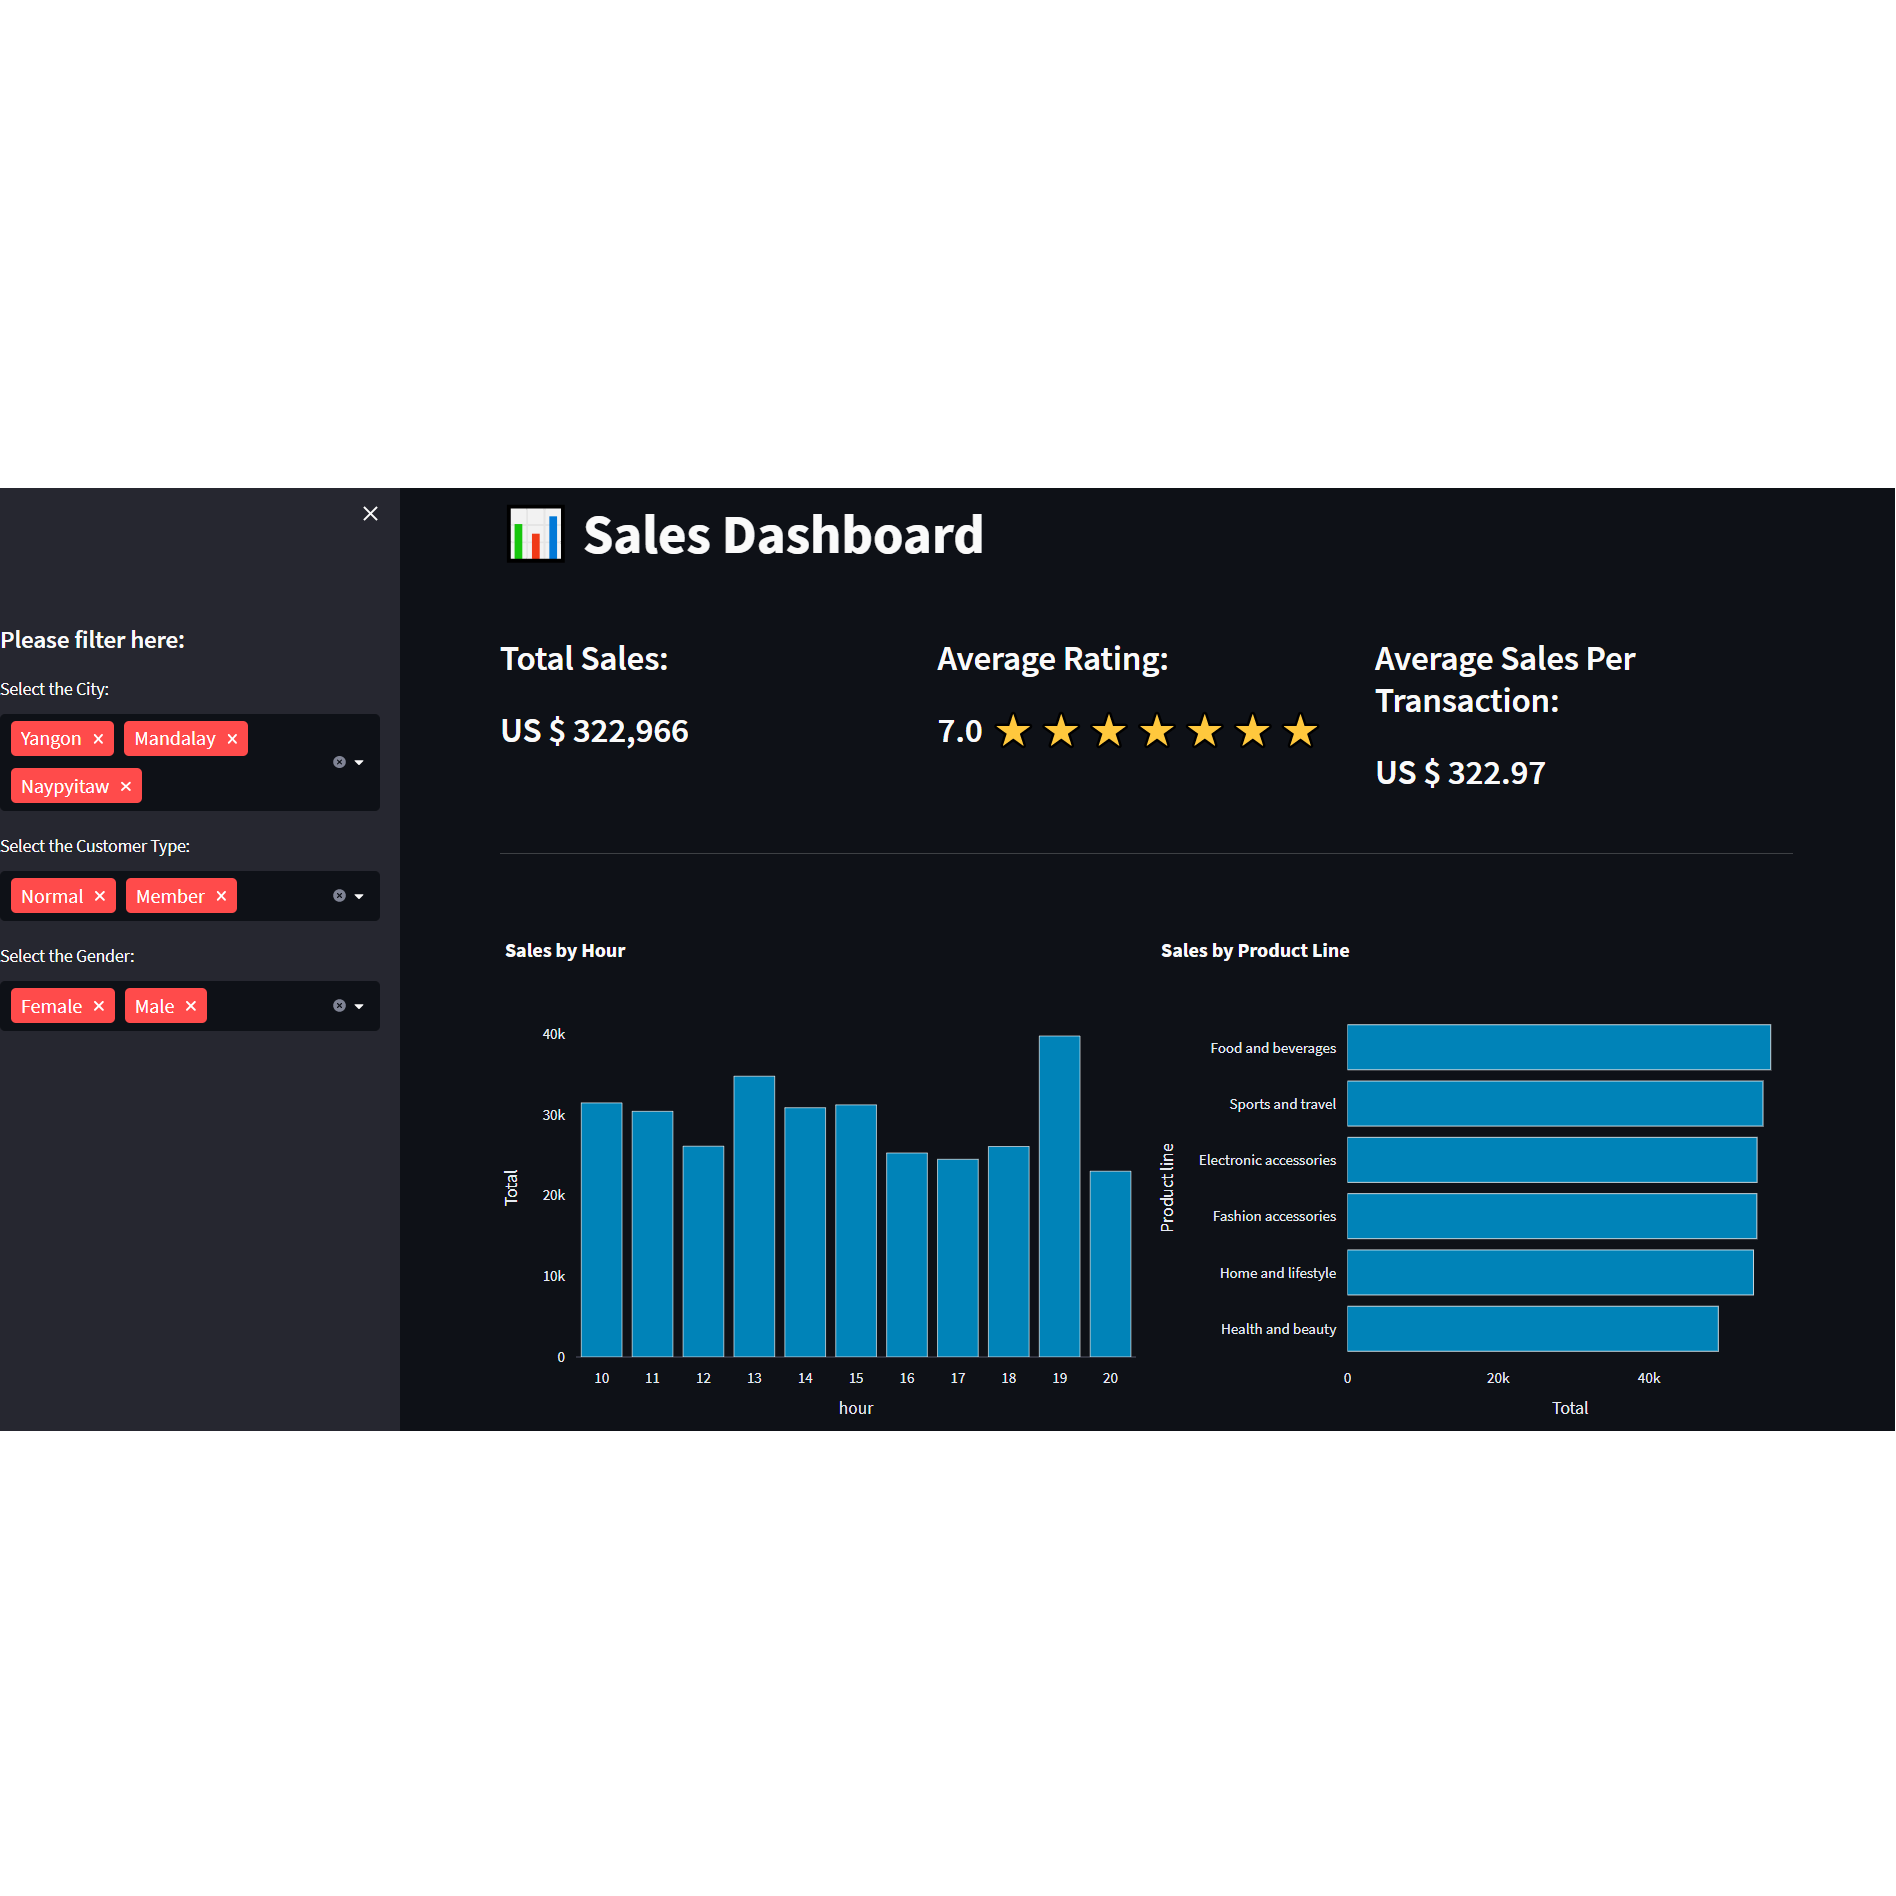 Please filter here:
Select the City:
Yangon Mandalay
Naypyitaw
Select the Customer Type:
Normal Member
Select the Gender:
Female Male
Sales Dashboard
Total Sales:
US $ 322,966
Average Rating:
7.0
Average Sales Per
Transaction:
US $ 322.97
Sales by Hour
Total
40k
30k
20k
10k
0
10 11 12 13 14 15 16 17 18 19 20
hour
Sales by Product Line
Product line
Food and beverages
Sports and travel
Electronic accessories
Fashion accessories
Home and lifestyle
Health and beauty
0 20k 40k
Total